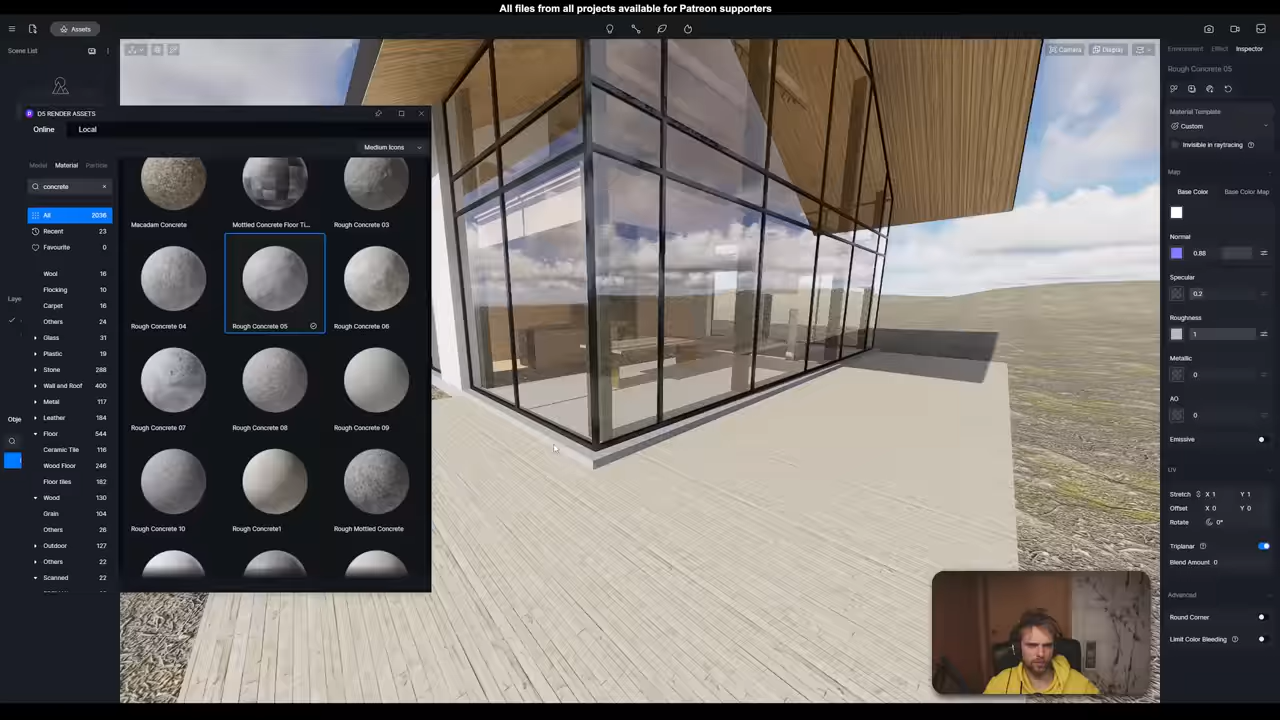 All files from all projects available for Patreon supporters
Assets
Scene List
Camera
Display
Environment
Effect
Inspector
D5 RENDER ASSETS
Online
Local
Medium Icons
Model
Material
Particle
concrete
All 2036
Recent 23
Favourite 0
Wool 16
Flocking 10
Carpet 16
Others 24
Glass 31
Plastic 19
Stone 288
Wall and Roof 400
Metal 117
Leather 184
Floor 544
Ceramic Tile 116
Wood Floor 246
Floor tiles 182
Wood 130
Grain 104
Others 26
Outdoor 127
Others 22
Scanned 22
Laye
Obje
Macadam Concrete
Mottled Concrete Floor Ti...
Rough Concrete 03
Rough Concrete 04
Rough Concrete 05
Rough Concrete 06
Rough Concrete 07
Rough Concrete 08
Rough Concrete 09
Rough Concrete 10
Rough Concrete1
Rough Mottled Concrete
Rough Concrete 05
Material Template
Custom
Invisible in raytracing
Map
Base Color
Base Color Map
Normal
0.88
Specular
0.2
Roughness
1
Metallic
0
AO
0
Emissive
UV
Stretch X 1 Y 1
Offset X 0 Y 0
Rotate 0°
Triplanar
Blend Amount 0
Advanced
Round Corner
Limit Color Bleeding